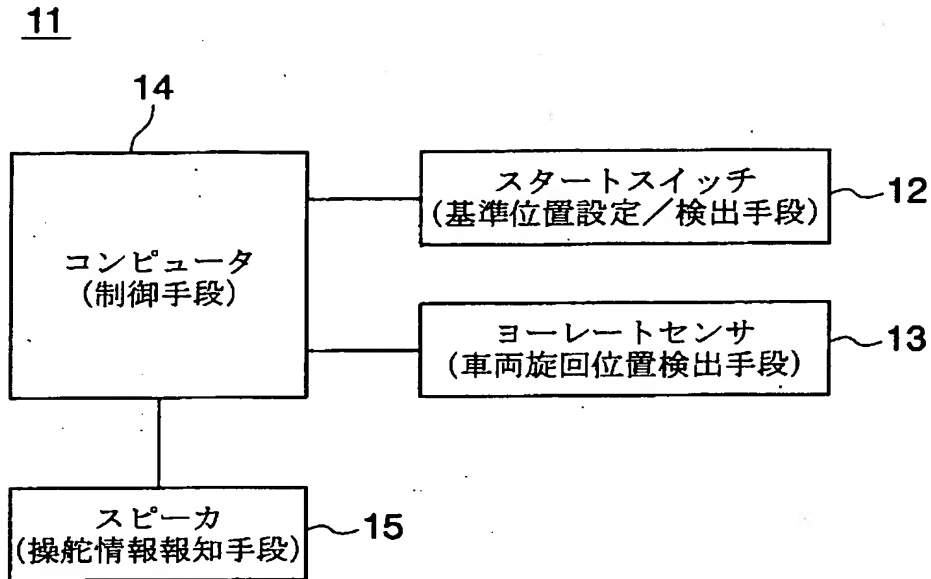 11
14
コンピュータ
(制御手段)
スタートスイッチ
(基準位置設定/検出手段)
12
ヨーレートセンサ
(車両旋回位置検出手段)
13
スピーカ
(操舵情報報知手段)
15